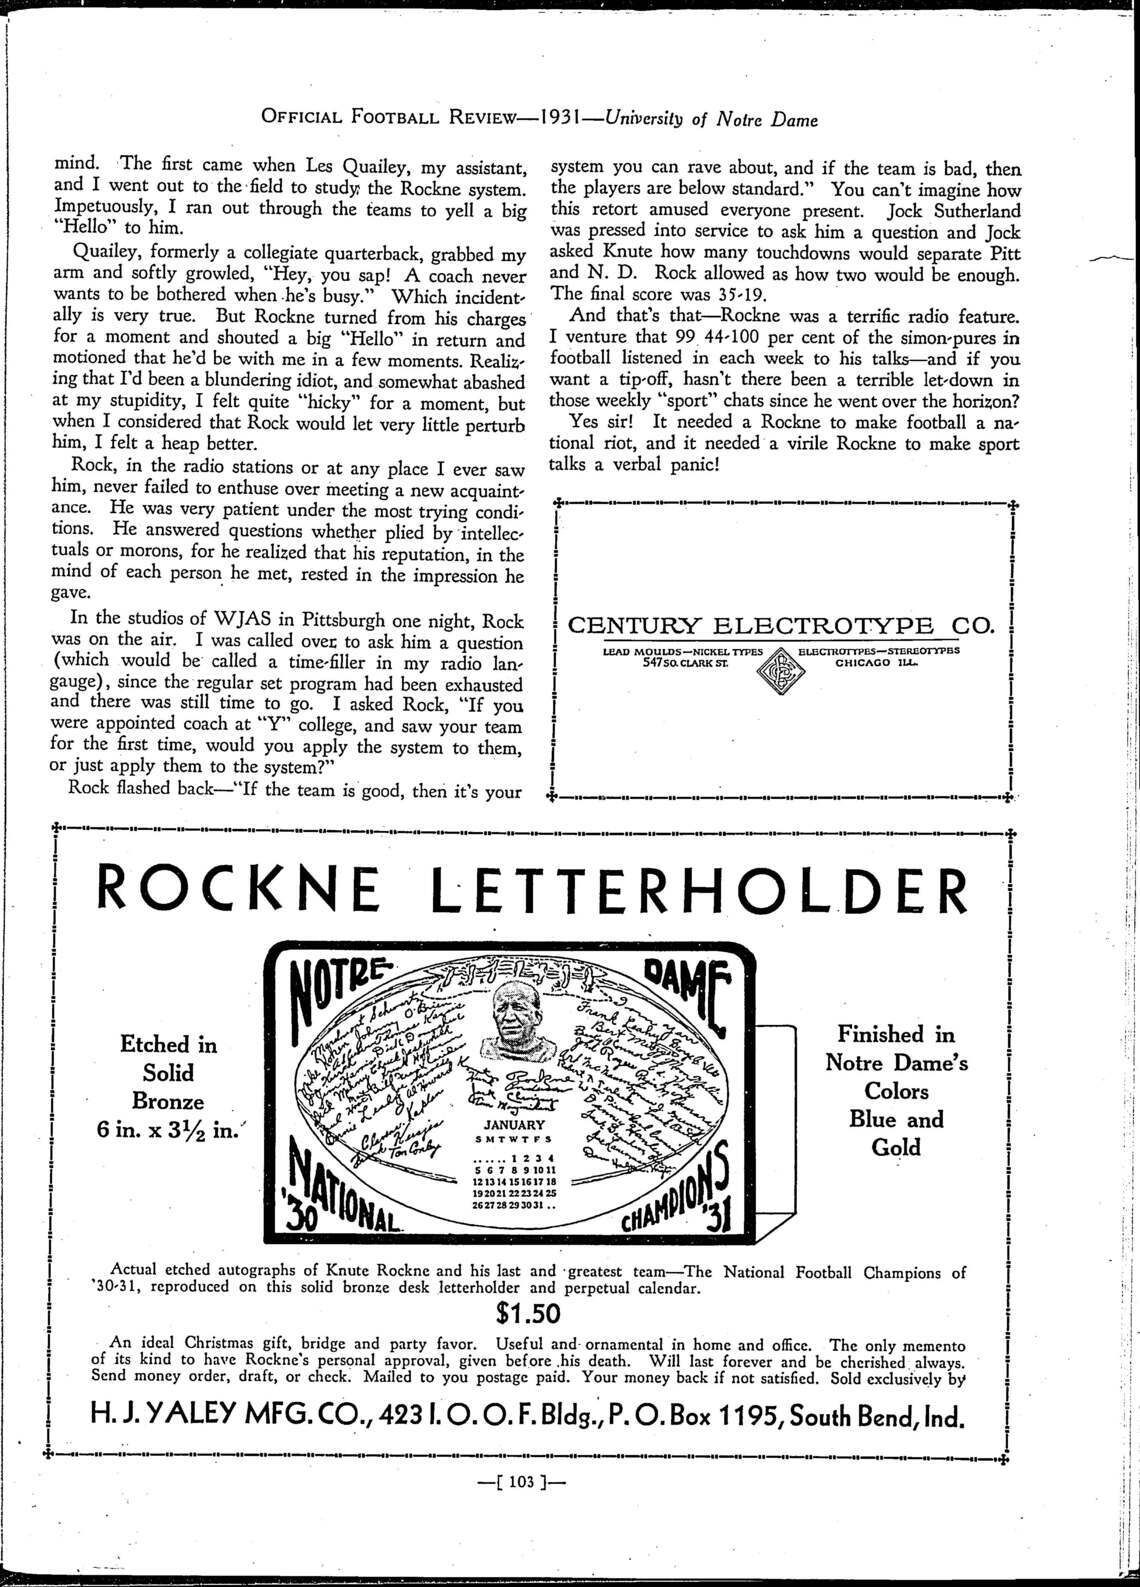 OFFICIAL FOOTBALL REVIEW—1931—University of Notre Dame
mind. The first came when Les Quailey, my assistant,
and I went out to the field to study the Rockne system.
Impetuously, I ran out through the teams to yell a big
"Hello" to him.
Quailey, formerly a collegiate quarterback, grabbed my
arm and softly growled, "Hey, you sap! A coach never
wants to be bothered when he's busy." Which incident-
ally is very true. But Rockne turned from his charges
for a moment and shouted a big "Hello" in return and
motioned that he'd be with me in a few moments. Realiz-
ing that I'd been a blundering idiot, and somewhat abashed
at my stupidity, I felt quite "hicky" for a moment, but
when I considered that Rock would let very little perturb
him, I felt a heap better.
Rock, in the radio stations or at any place I ever saw
him, never failed to enthuse over meeting a new acquaint-
ance. He was very patient under the most trying condi-
tions. He answered questions whether plied by intellec-
tuals or morons, for he realized that his reputation, in the
mind of each person he met, rested in the impression he
gave.
In the studios of WJAS in Pittsburgh one night, Rock
was on the air. I was called over to ask him a question
(which would be called a time-filler in my radio lan-
gauge), since the regular set program had been exhausted
and there was still time to go. I asked Rock, "If you
were appointed coach at "Y" college, and saw your team
for the first time, would you apply the system to them,
or just apply them to the system?"
Rock flashed back—"If the team is good, then it's your
system you can rave about, and if the team is bad, then
the players are below standard." You can't imagine how
this retort amused everyone present. Jock Sutherland
was pressed into service to ask him a question and Jock
asked Knute how many touchdowns would separate Pitt
and N. D. Rock allowed as how two would be enough.
The final score was 35-19.
And that's that—Rockne was a terrific radio feature.
I venture that 99 44-100 per cent of the simon-pures in
football listened in each week to his talks—and if you
want a tip-off, hasn't there been a terrible let-down in
those weekly "sport" chats since he went over the horizon?
Yes sir! It needed a Rockne to make football a na-
tional riot, and it needed a virile Rockne to make sport
talks a verbal panic!
CENTURY ELECTROTYPE CO.
LEAD MOULDS—NICKEL TYPES ELECTROTYPES—STEREOTYPES
547 SO. CLARK ST. CHICAGO ILL.
ROCKNE LETTERHOLDER
Etched in
Solid
Bronze
6 in. x 3½ in.
NOTRE DAME
Frank Leahy
Rockne
Tom Conley
JANUARY
S M T W T F S
. . . . . . 1 2 3 4
5 6 7 8 9 10 11
12 13 14 15 16 17 18
19 20 21 22 23 24 25
26 27 28 29 30 31 . .
NATIONAL CHAMPIONS
'30 '31
Finished in
Notre Dame's
Colors
Blue and
Gold
Actual etched autographs of Knute Rockne and his last and greatest team—The National Football Champions of
'30-31, reproduced on this solid bronze desk letterholder and perpetual calendar.
$1.50
An ideal Christmas gift, bridge and party favor. Useful and ornamental in home and office. The only memento
of its kind to have Rockne's personal approval, given before his death. Will last forever and be cherished always.
Send money order, draft, or check. Mailed to you postage paid. Your money back if not satisfied. Sold exclusively by
H. J. YALEY MFG. CO., 423 I. O. O. F. Bldg., P. O. Box 1195, South Bend, Ind.
—[ 103 ]—